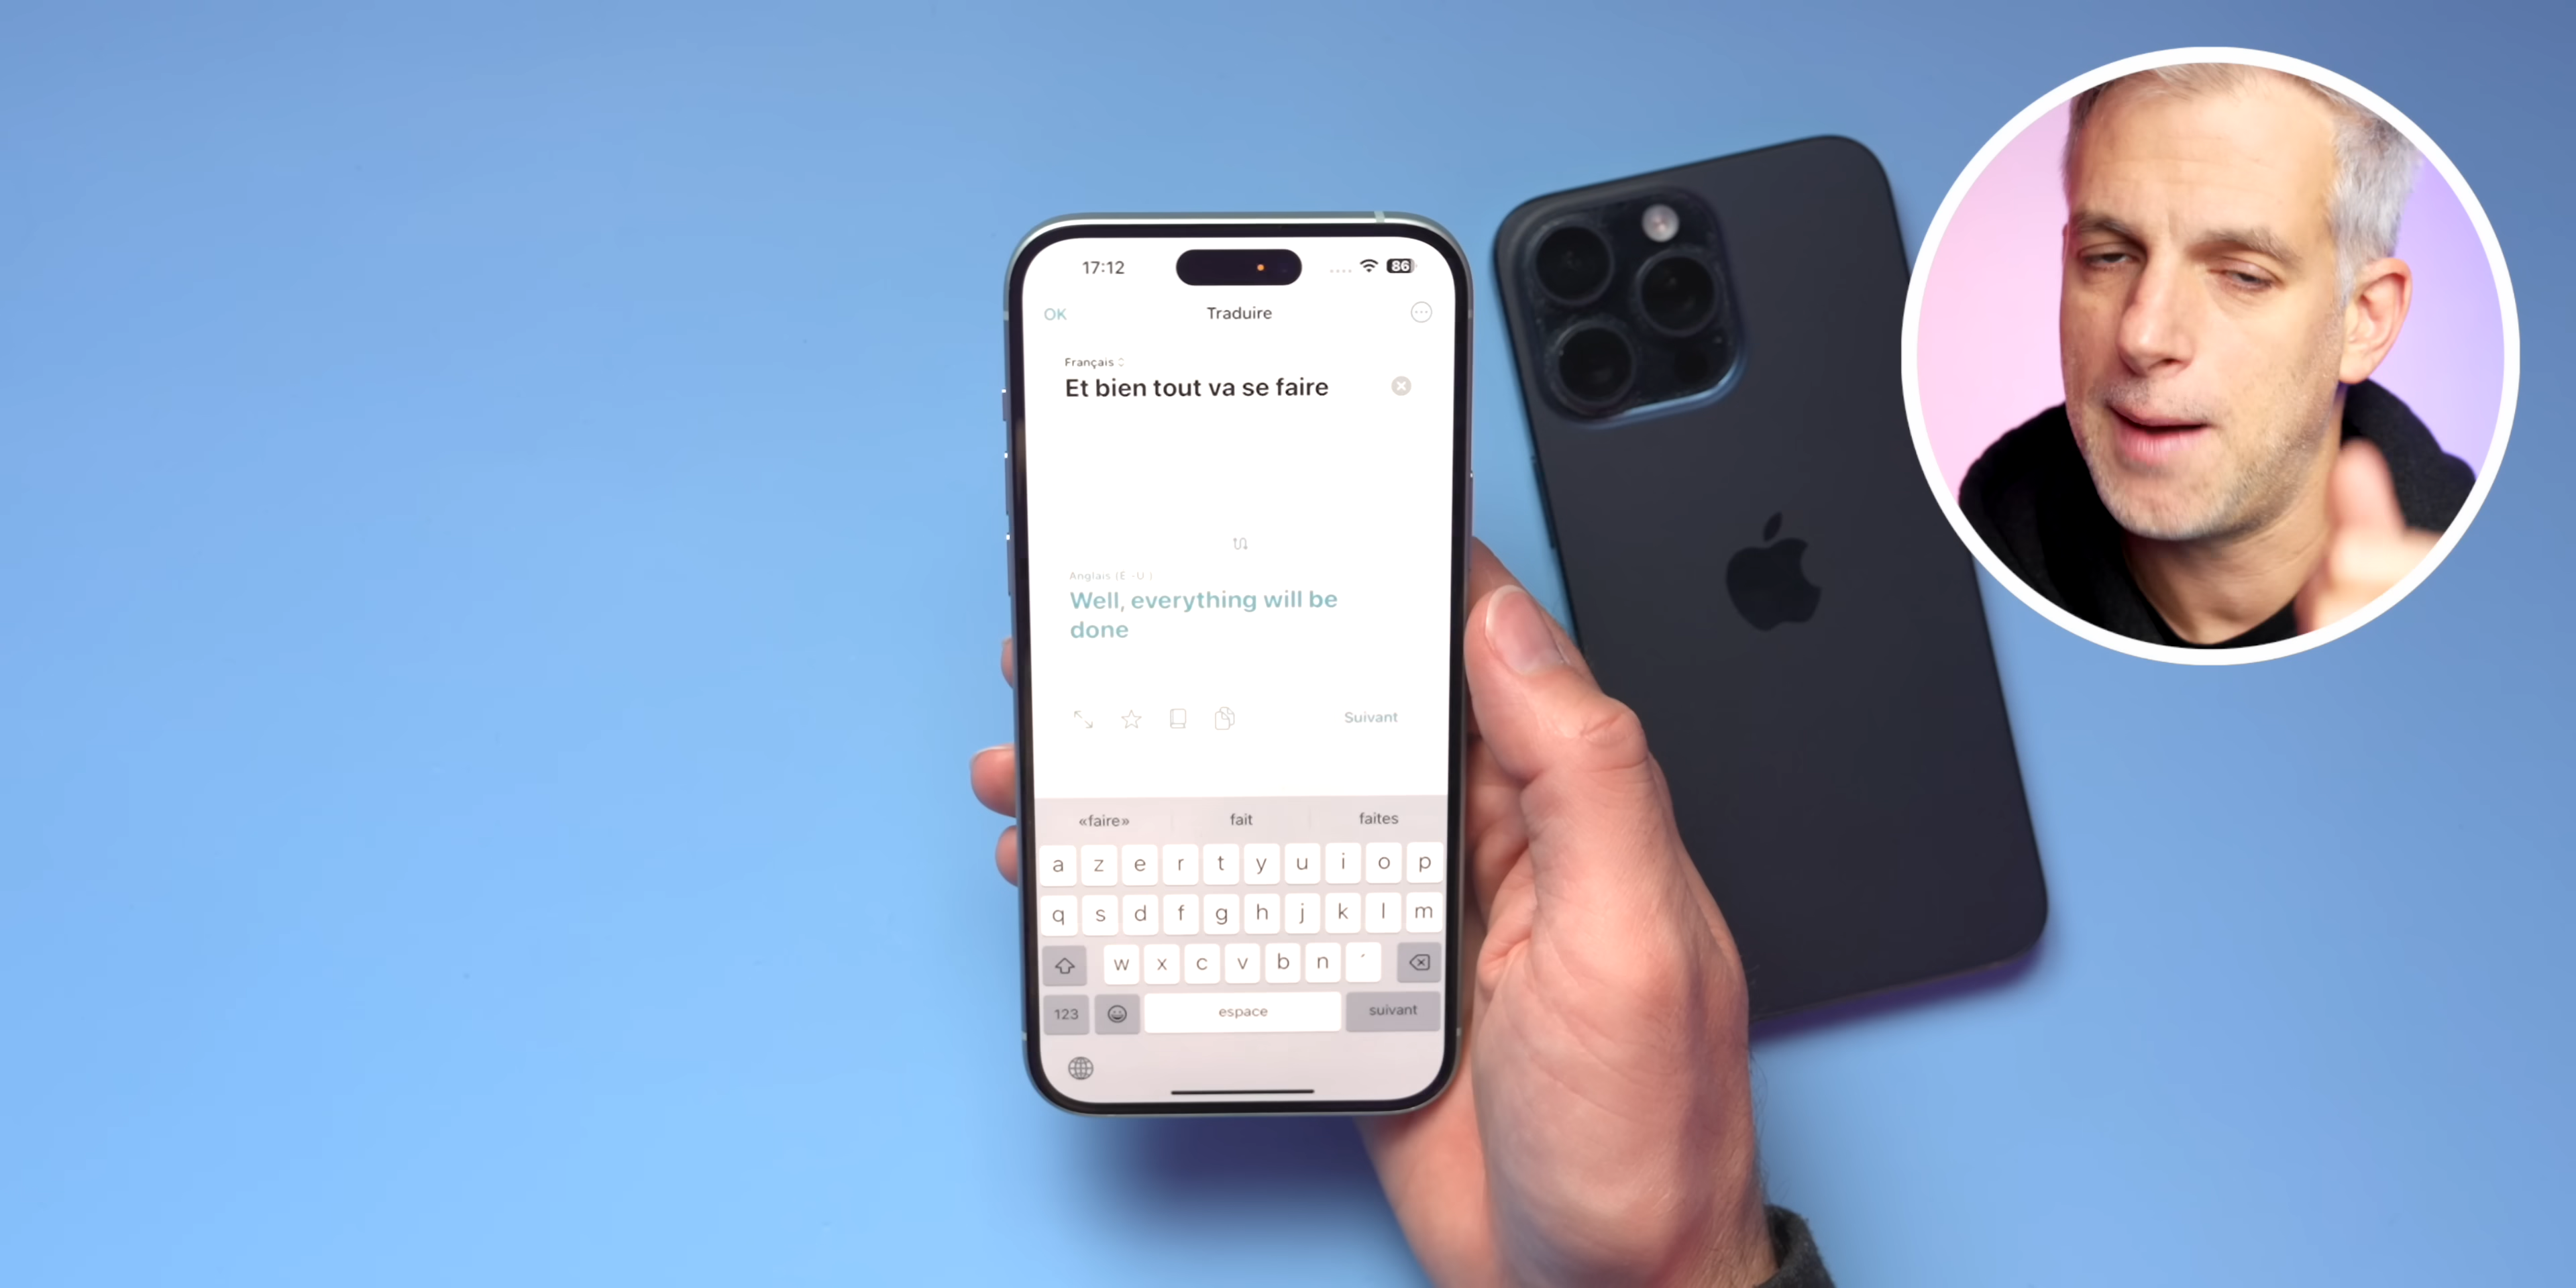 17:12
86
OK
Traduire
Français
Et bien tout va se faire
Anglais (É.-U.)
Well, everything will be
done
Suivant
«faire» fait faites
a z e r t y u i o p
q s d f g h j k l m
w x c v b n ´
123 espace suivant